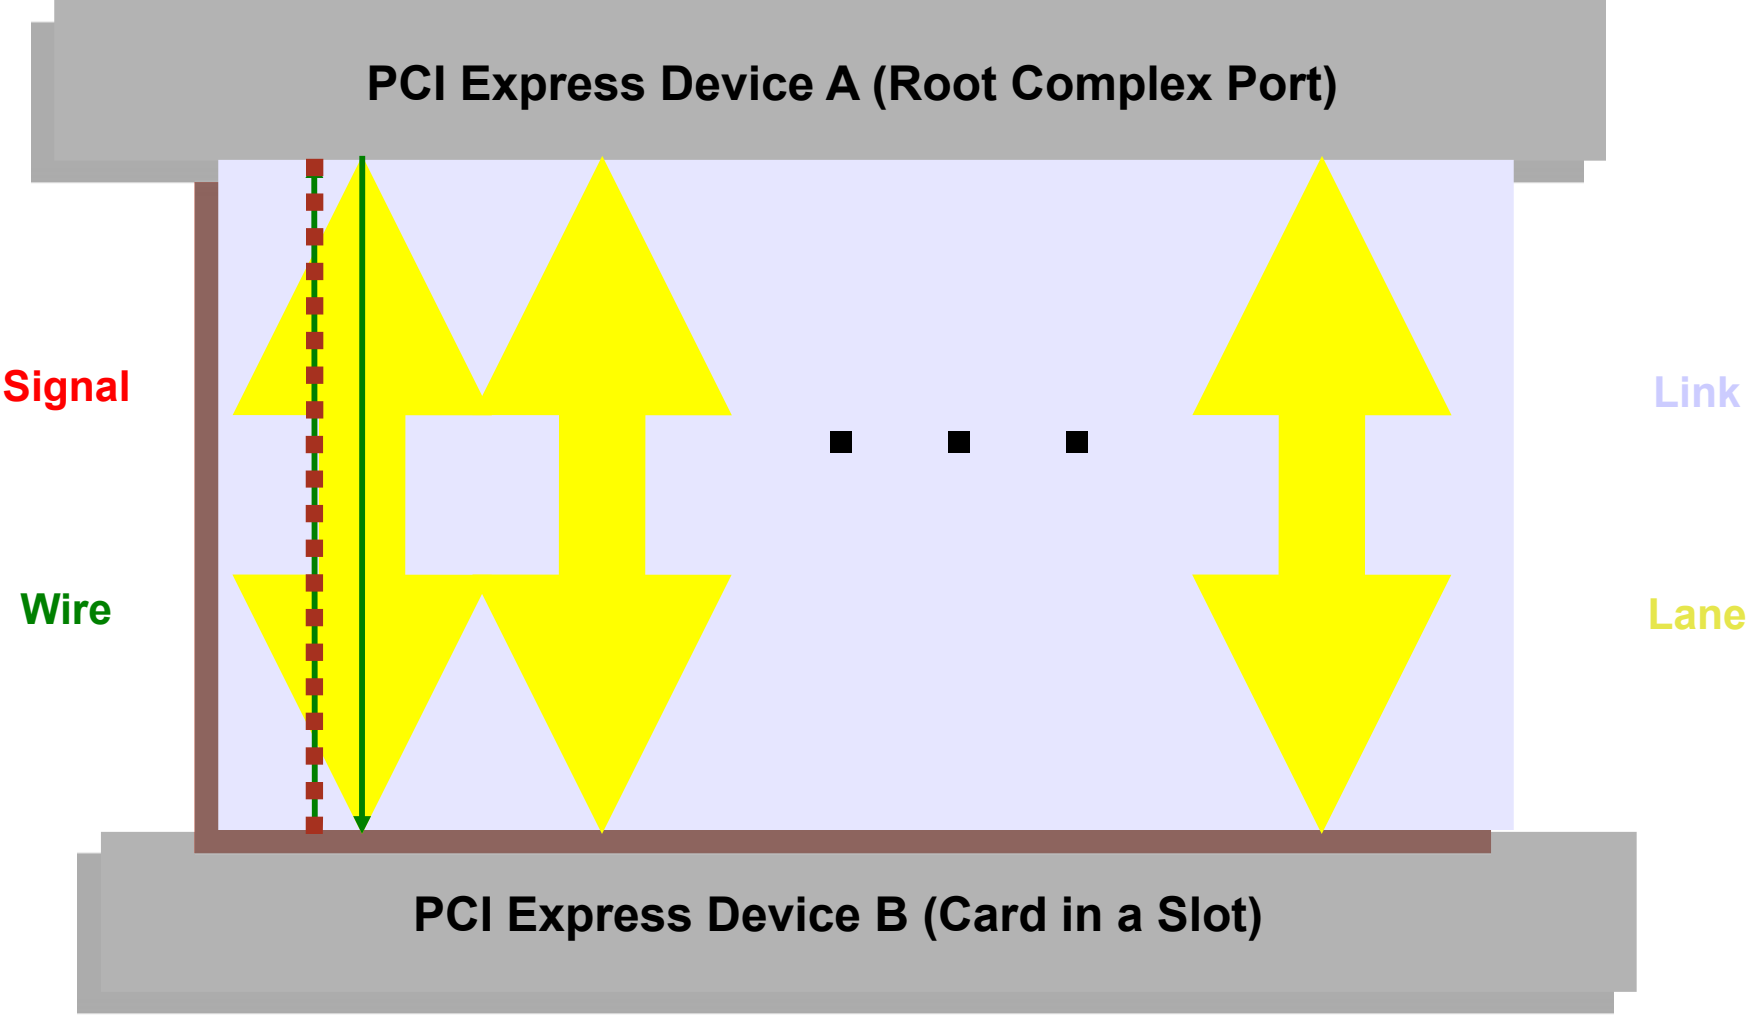 PCI Express Device A (Root Complex Port)
Signal
Link
Wire
Lane
PCI Express Device B (Card in a Slot)